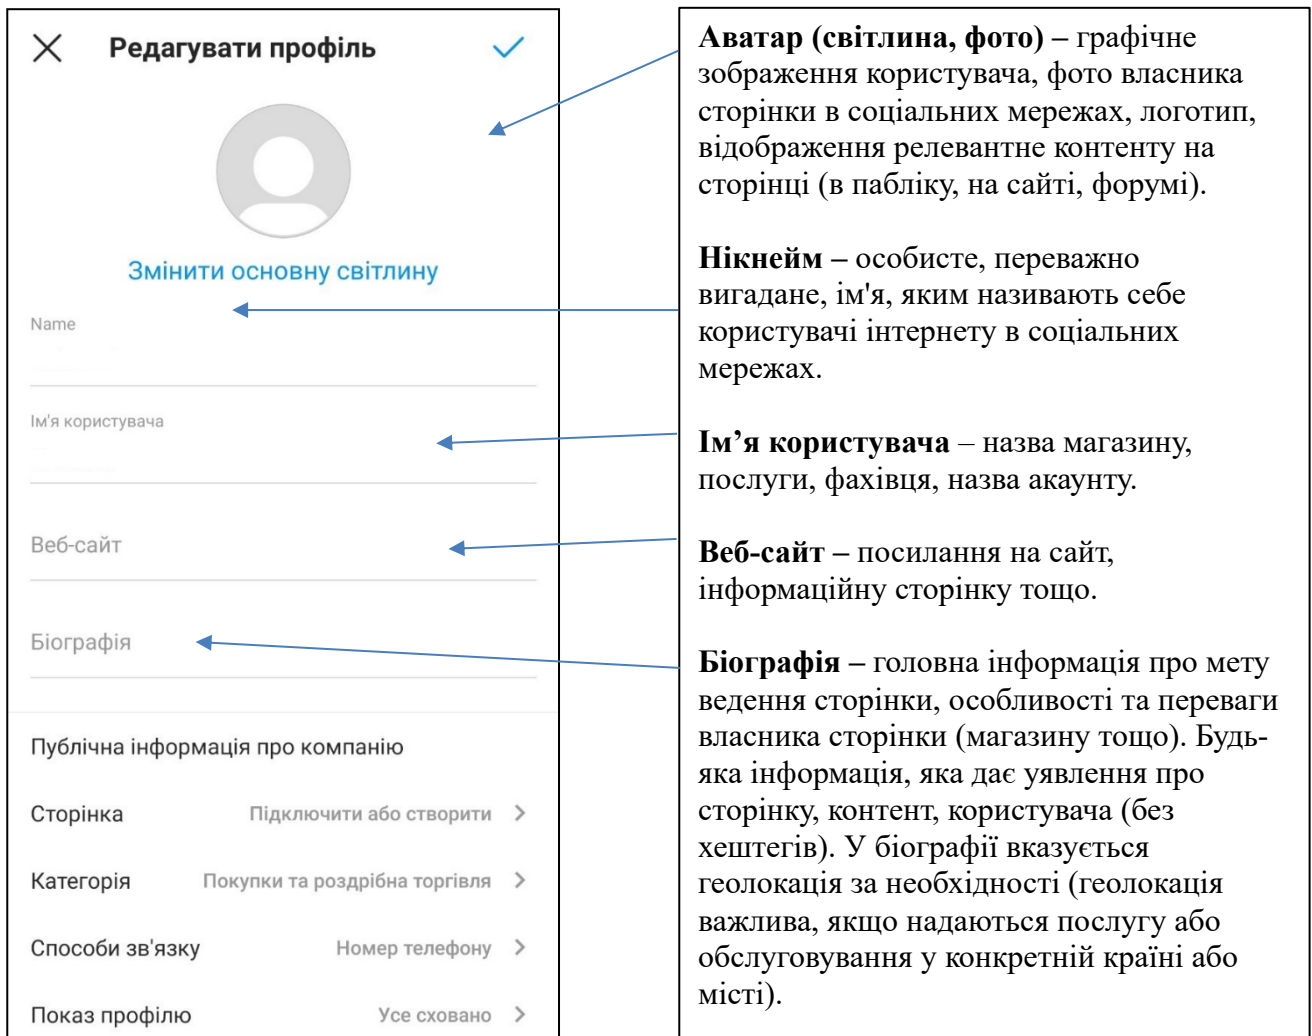 Редагувати профіль
Змінити основну світлину
Name
Ім'я користувача
Веб-сайт
Біографія
Публічна інформація про компанію
Сторінка Підключити або створити
Категорія Покупки та роздрібна торгівля
Способи зв'язку Номер телефону
Показ профілю Усе сховано
Аватар (світлина, фото) – графічне
зображення користувача, фото власника
сторінки в соціальних мережах, логотип,
відображення релевантне контенту на
сторінці (в пабліку, на сайті, форумі).
Нікнейм – особисте, переважно
вигадане, ім'я, яким називають себе
користувачі інтернету в соціальних
мережах.
Ім’я користувача – назва магазину,
послуги, фахівця, назва акаунту.
Веб-сайт – посилання на сайт,
інформаційну сторінку тощо.
Біографія – головна інформація про мету
ведення сторінки, особливості та переваги
власника сторінки (магазину тощо). Будь-
яка інформація, яка дає уявлення про
сторінку, контент, користувача (без
хештегів). У біографії вказується
геолокація за необхідності (геолокація
важлива, якщо надаються послугу або
обслуговування у конкретній країні або
місті).